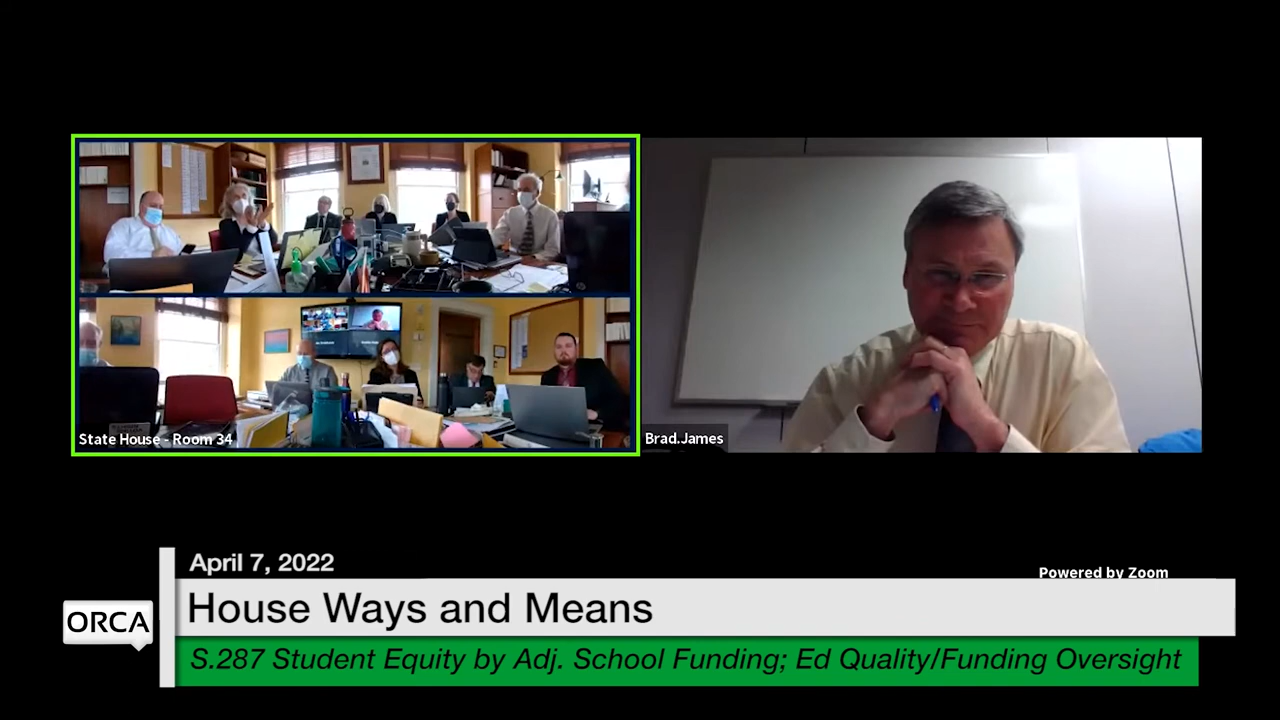 State House - Room 34
Brad.James
April 7, 2022
Powered by Zoom
House Ways and Means
ORCA
S.287 Student Equity by Adj. School Funding; Ed Quality/Funding Oversight